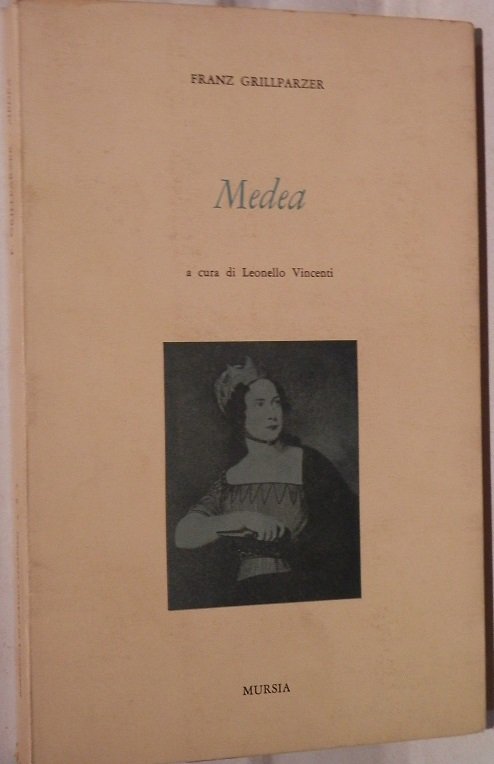 FRANZ GRILLPARZER
Medea
a cura di Leonello Vincenti
MURSIA